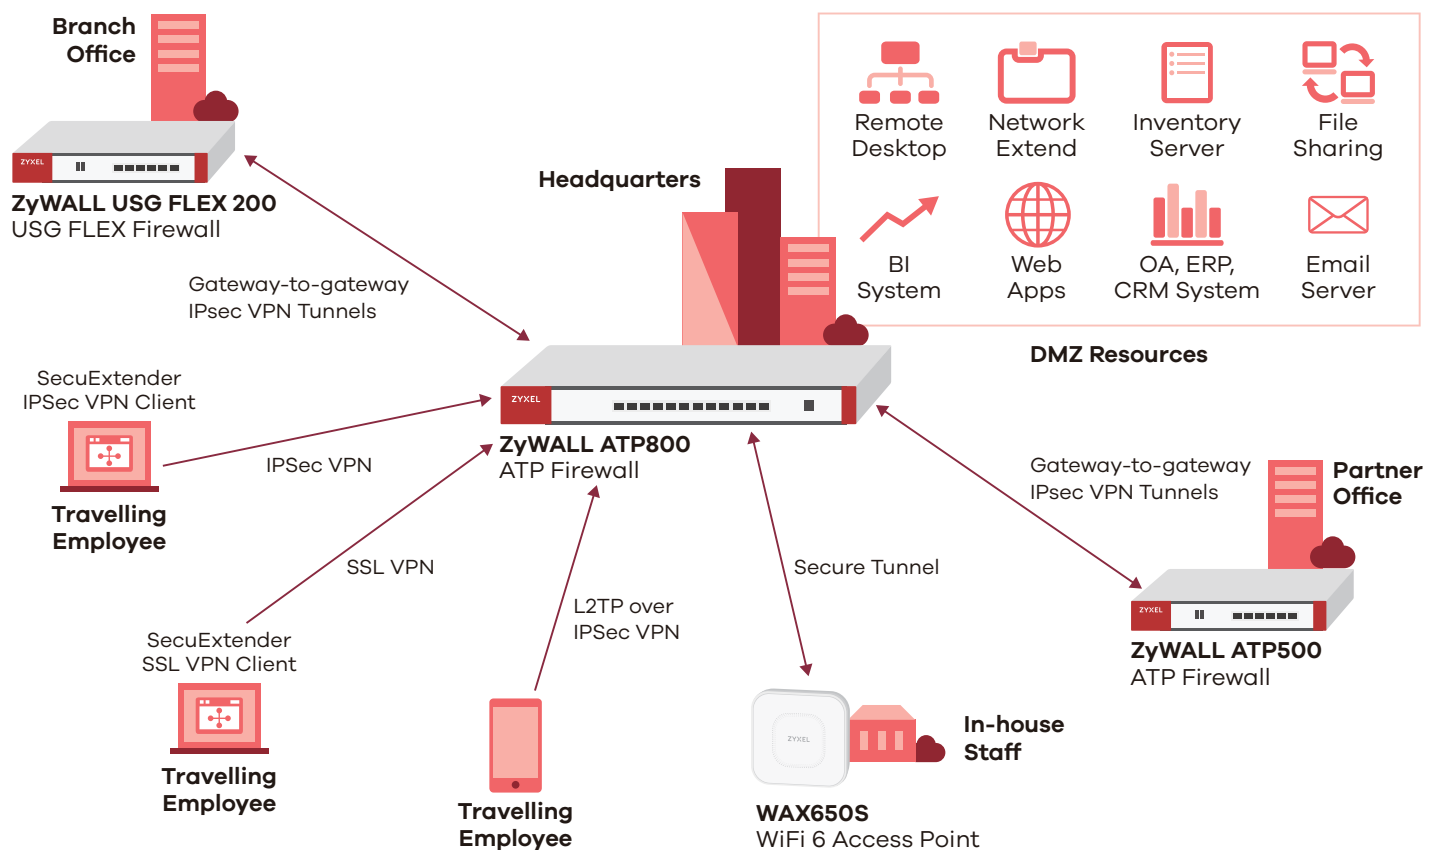 Branch
Office
ZYXEL
ZyWALL USG FLEX 200
USG FLEX Firewall
Gateway-to-gateway
IPsec VPN Tunnels
Headquarters
Remote
Desktop
Network
Extend
Inventory
Server
File
Sharing
BI
System
Web
Apps
OA, ERP,
CRM System
Email
Server
DMZ Resources
ZYXEL
ZyWALL ATP800
ATP Firewall
SecuExtender
IPSec VPN Client
IPSec VPN
Travelling
Employee
SSL VPN
SecuExtender
SSL VPN Client
Travelling
Employee
L2TP over
IPSec VPN
Travelling
Employee
Secure Tunnel
ZYXEL
In-house
Staff
WAX650S
WiFi 6 Access Point
Gateway-to-gateway
IPsec VPN Tunnels
Partner
Office
ZYXEL
ZyWALL ATP500
ATP Firewall